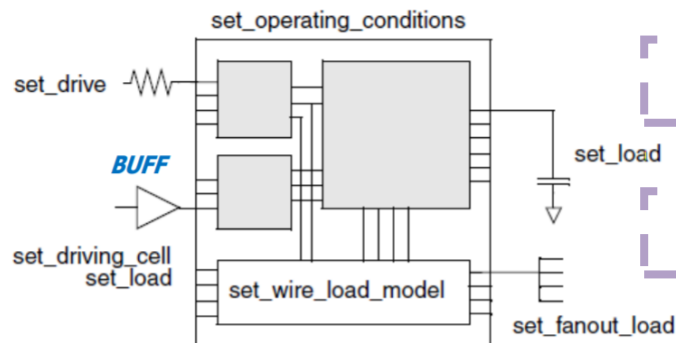 set_operating_conditions
set_drive
BUFF
set_load
set_driving_cell
set_load
set_wire_load_model
set_fanout_load